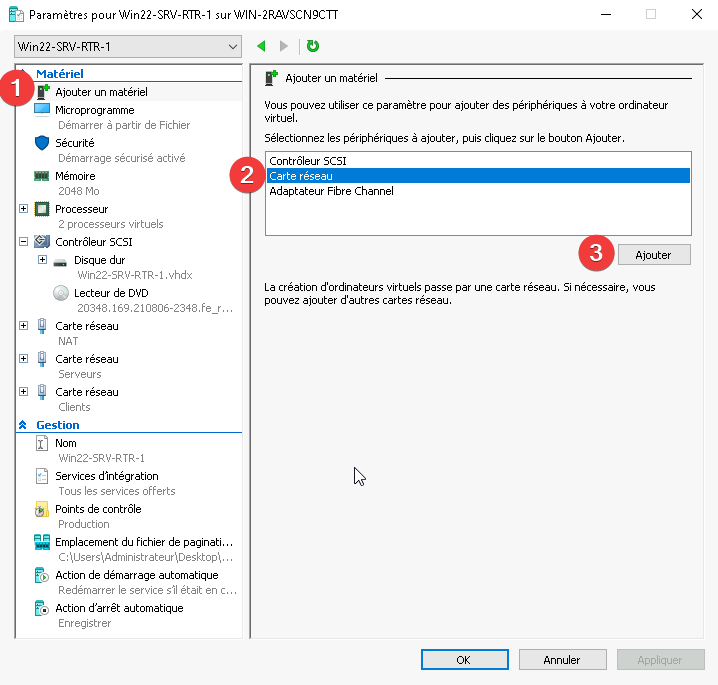 Paramètres pour Win22-SRV-RTR-1 sur WIN-2RAVSCN9CTT
Win22-SRV-RTR-1
Matériel
1
Ajouter un matériel
Microprogramme
Démarrer à partir de Fichier
Sécurité
Démarrage sécurisé activé
Mémoire
2048 Mo
Processeur
2 processeurs virtuels
Contrôleur SCSI
Disque dur
Win22-SRV-RTR-1.vhdx
Lecteur de DVD
20348.169.210806-2348.fe_r...
Carte réseau
NAT
Carte réseau
Serveurs
Carte réseau
Clients
Gestion
Nom
Win22-SRV-RTR-1
Services d'intégration
Tous les services offerts
Points de contrôle
Production
Emplacement du fichier de paginati...
C:\Users\Administrateur\Desktop\...
Action de démarrage automatique
Redémarrer le service s'il était en c...
Action d'arrêt automatique
Enregistrer
Ajouter un matériel
Vous pouvez utiliser ce paramètre pour ajouter des périphériques à votre ordinateur
virtuel.
Sélectionnez les périphériques à ajouter, puis cliquez sur le bouton Ajouter.
Contrôleur SCSI
2
Carte réseau
Adaptateur Fibre Channel
3
Ajouter
La création d'ordinateurs virtuels passe par une carte réseau. Si nécessaire, vous
pouvez ajouter d'autres cartes réseau.
OK
Annuler
Appliquer